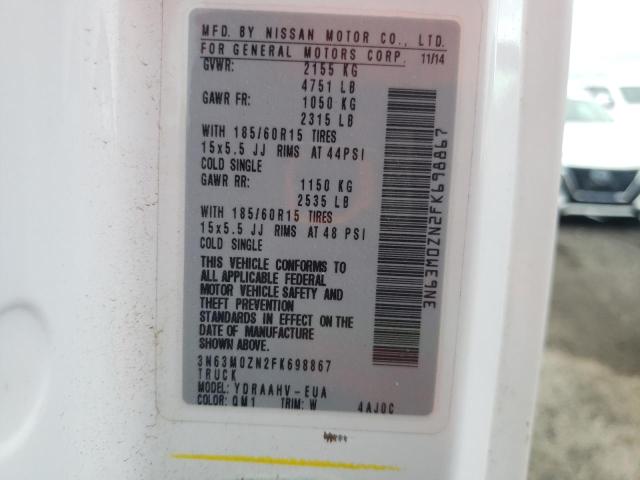 MFD. BY NISSAN MOTOR CO., LTD.
FOR GENERAL MOTORS CORP. 11/14
GVWR: 2155 KG
4751 LB
GAWR FR: 1050 KG
2315 LB
WITH 185/60R15 TIRES
15x5.5 JJ RIMS AT 44PSI
COLD SINGLE
GAWR RR: 1150 KG
2535 LB
WITH 185/60R15 TIRES
15x5.5 JJ RIMS AT 48 PSI
COLD SINGLE
THIS VEHICLE CONFORMS TO
ALL APPLICABLE FEDERAL
MOTOR VEHICLE SAFETY AND
THEFT PREVENTION
STANDARDS IN EFFECT ON THE
DATE OF MANUFACTURE
SHOWN ABOVE.
3N63M0ZN2FK698867
TRUCK
MODEL: YDRAAHV-EUA
COLOR: QM1 TRIM: W 4AJ0C
3N63M0ZN2FK698867